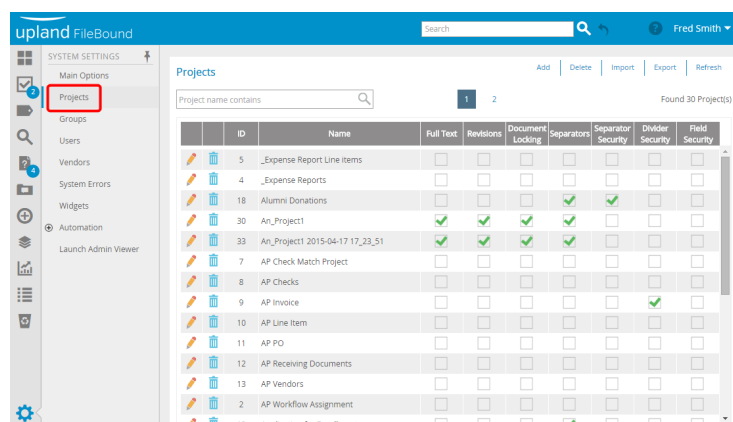 upland FileBound
Search
?
Fred Smith
SYSTEM SETTINGS
Main Options
Projects
Groups
Users
Vendors
System Errors
Widgets
Automation
Launch Admin Viewer
2
?
4
Projects
Add Delete Import Export Refresh
Project name contains
1 2
Found 30 Project(s)
ID Name Full Text Revisions Document Locking Separators Separator Security Divider Security Field Security
5 _Expense Report Line items
4 _Expense Reports
18 Alumni Donations
30 An_Project1
33 An_Project1 2015-04-17 17_23_51
7 AP Check Match Project
8 AP Checks
9 AP Invoice
10 AP Line Item
11 AP PO
12 AP Receiving Documents
13 AP Vendors
2 AP Workflow Assignment